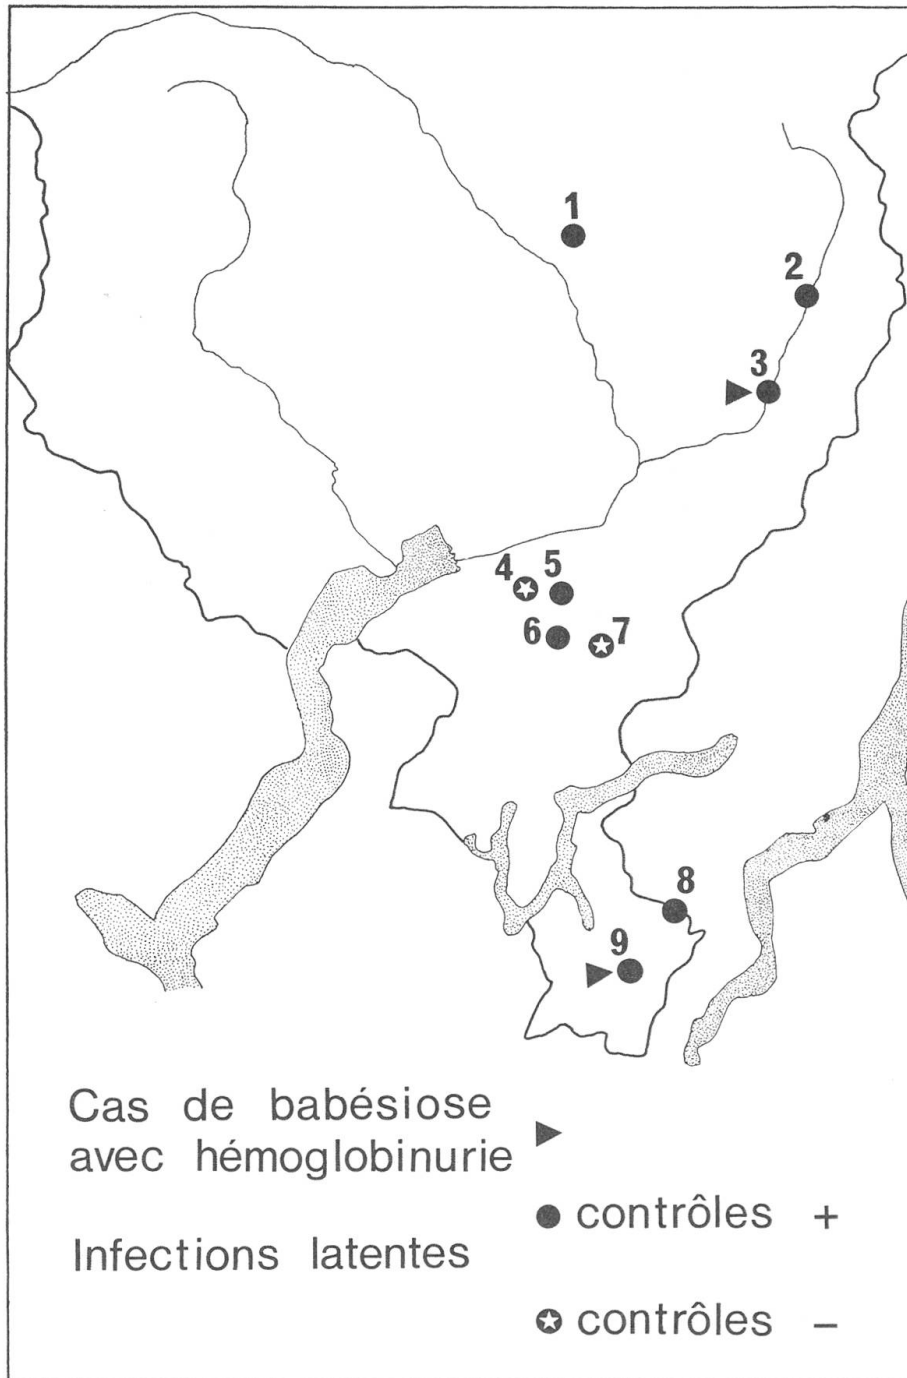 1
2
3
4 5
6 7
8
9
Cas de babésiose
avec hémoglobinurie
contrôles +
Infections latentes
contrôles –